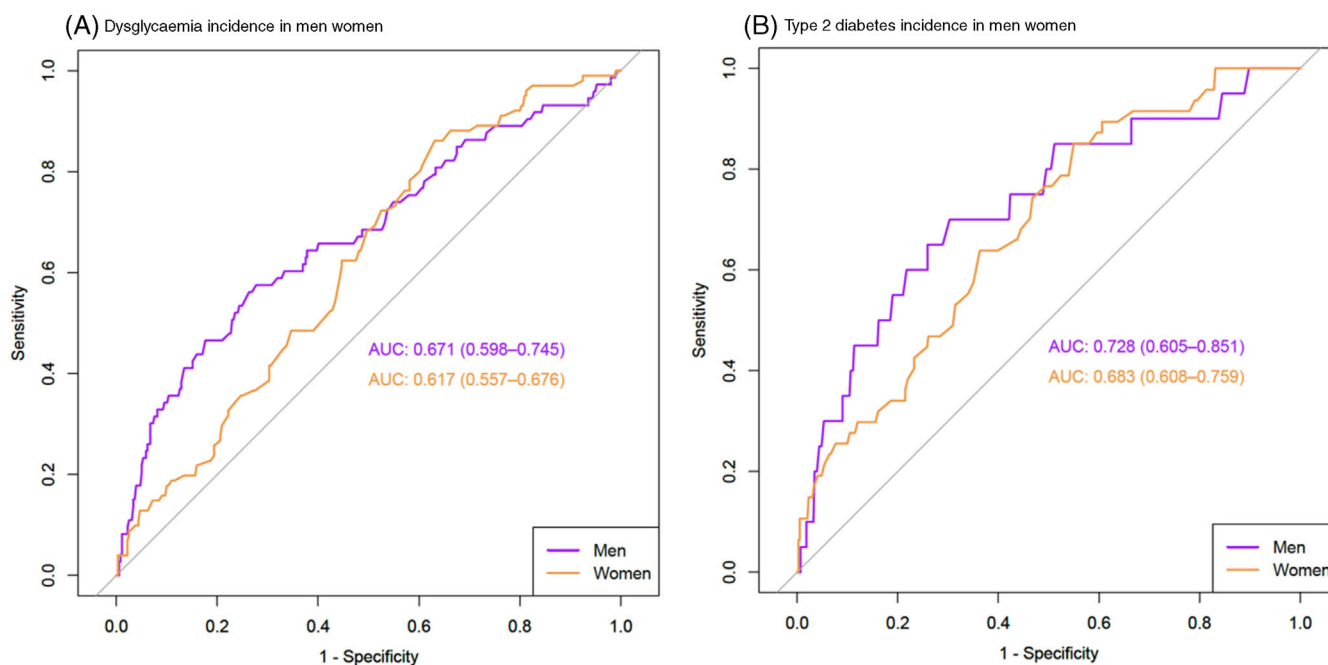 (A) Dysglycaemia incidence in men women
1.0
0.8
0.6
0.4
0.2
0.0
Sensitivity
AUC: 0.671 (0.598–0.745)
AUC: 0.617 (0.557–0.676)
Men
Women
0.0 0.2 0.4 0.6 0.8 1.0
1 - Specificity
(B) Type 2 diabetes incidence in men women
1.0
0.8
0.6
0.4
0.2
0.0
Sensitivity
AUC: 0.728 (0.605–0.851)
AUC: 0.683 (0.608–0.759)
Men
Women
0.0 0.2 0.4 0.6 0.8 1.0
1 - Specificity